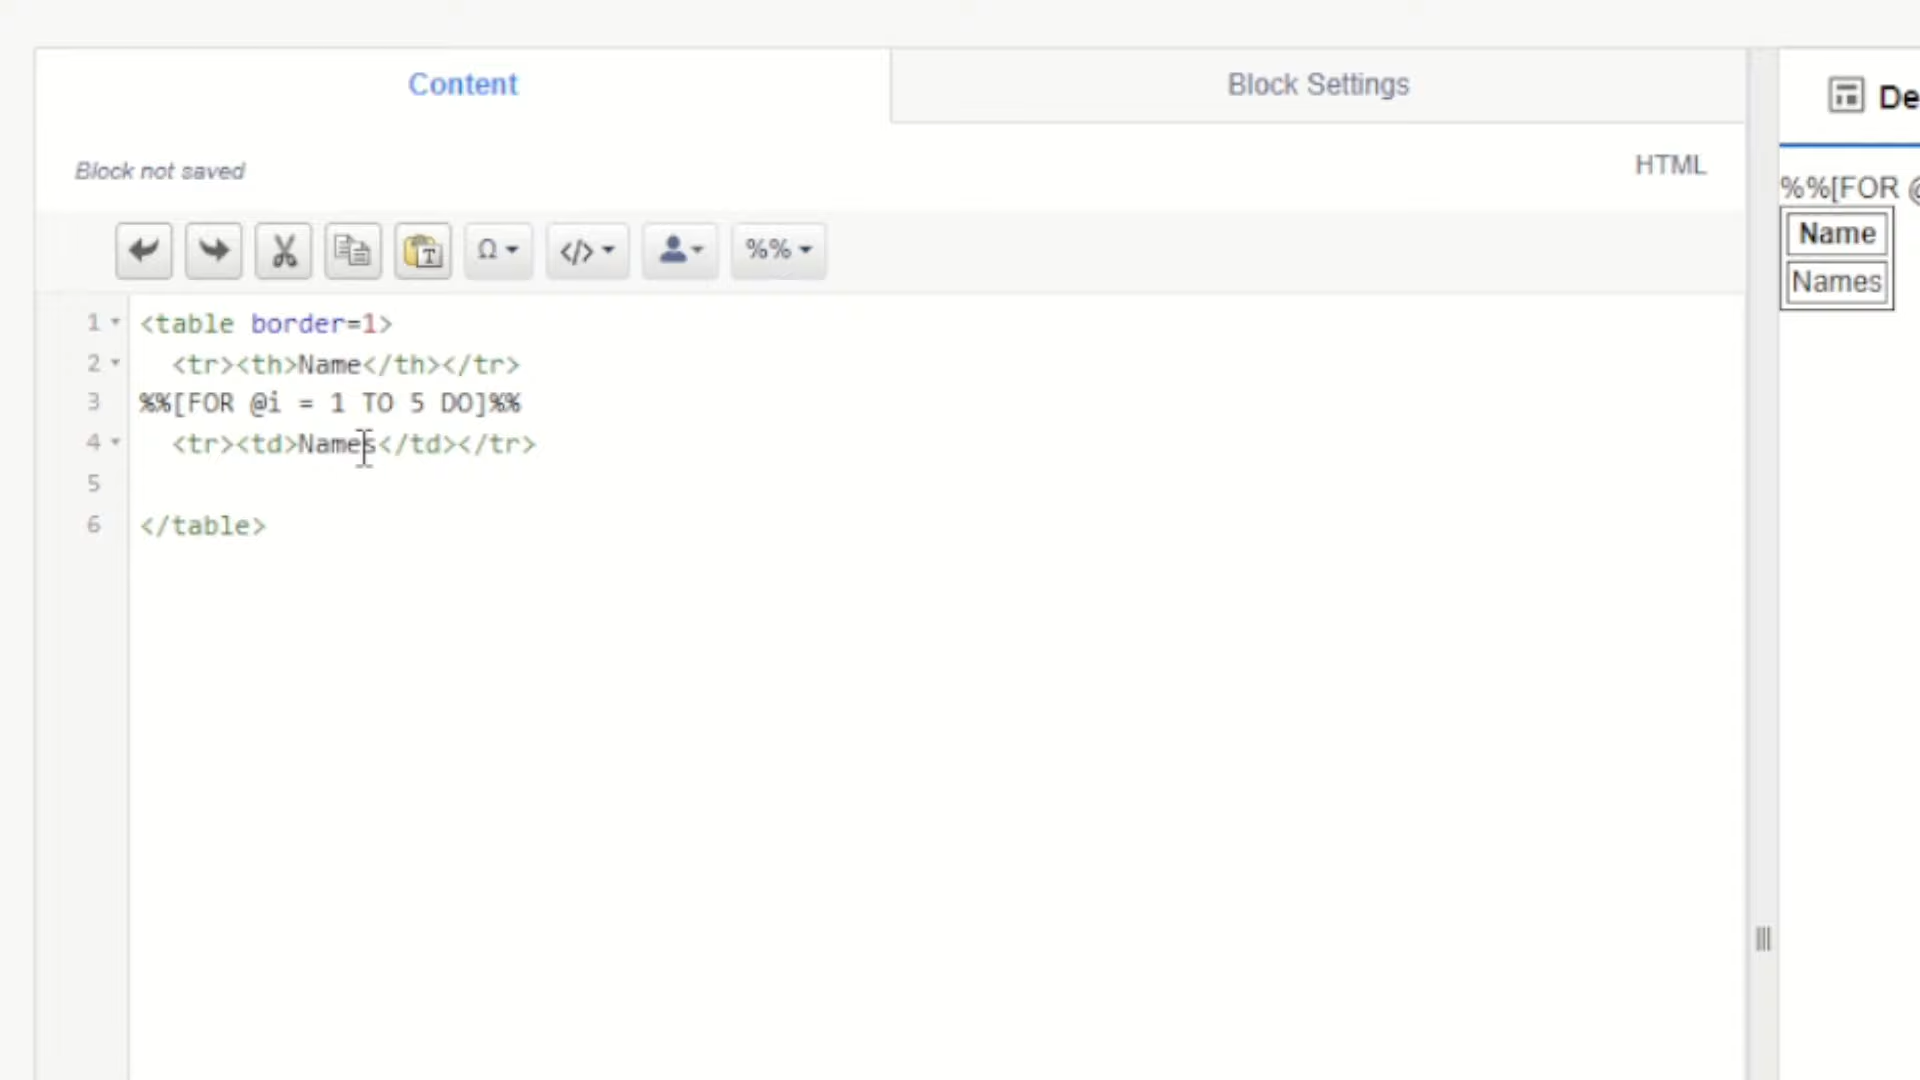 Content
Block Settings
Block not saved
HTML
Ω
</>
%%
1 <table border=1>
2 <tr><th>Name</th></tr>
3 %%[FOR @i = 1 TO 5 DO]%%
4 <tr><td>Names</td></tr>
5
6 </table>
De
%%[FOR @
Name
Names